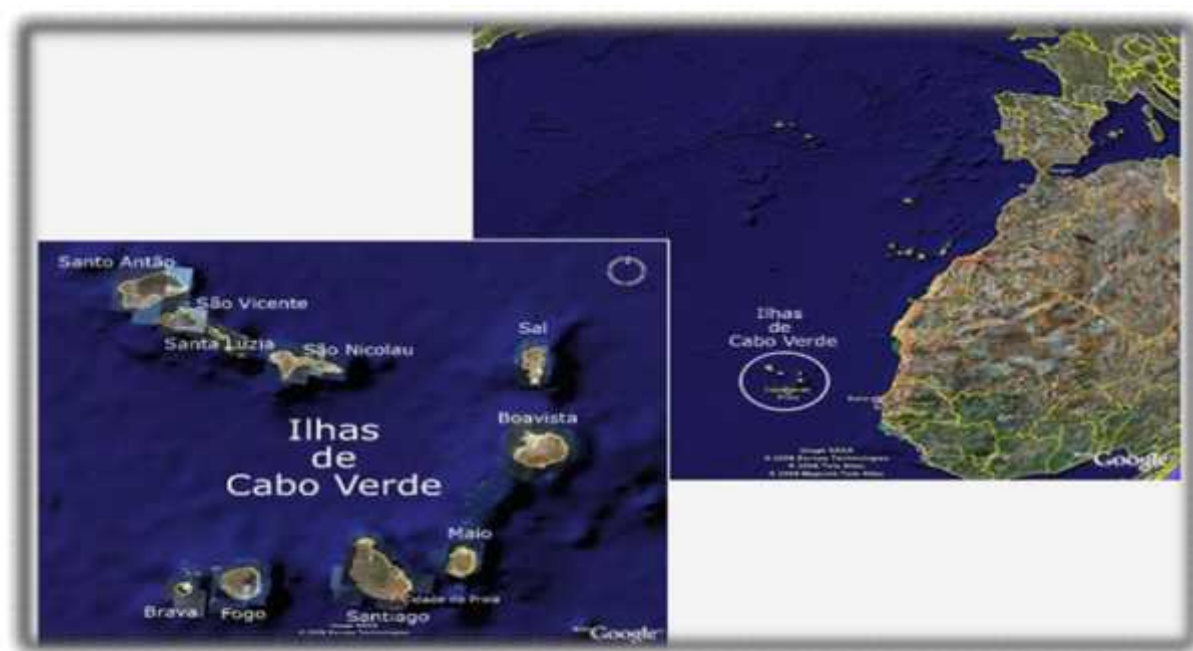 Ilhas
de
Cabo Verde
Google
Santo Antão
São Vicente
Santa Luzia
São Nicolau
Sal
Boavista
Ilhas
de
Cabo Verde
Maio
Brava
Fogo
Santiago
Cidade da Praia
Google